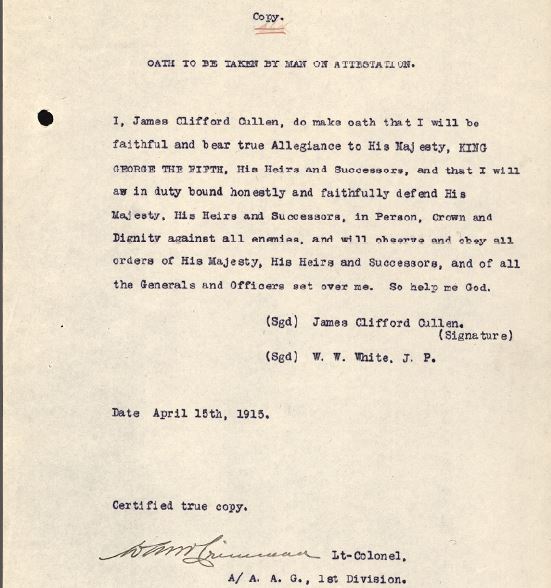 Copy.
OATH TO BE TAKEN BY MAN ON ATTESTATION.
I, James Clifford Cullen, do make oath that I will be
faithful and bear true Allegiance to His Majesty, KING
GEORGE THE FIFTH, His Heirs and Successors, and that I will
as in duty bound honestly and faithfully defend His
Majesty, His Heirs and Successors, in Person, Crown and
Dignity against all enemies, and will observe and obey all
orders of His Majesty, His Heirs and Successors, and of all
the Generals and Officers set over me.  So help me God.
(Sgd)  James Clifford Cullen.
(Signature)
(Sgd)  W. W. White, J. P.
Date  April 15th, 1915.
Certified true copy.
Lt-Colonel,
A/ A. A. G., 1st Division.